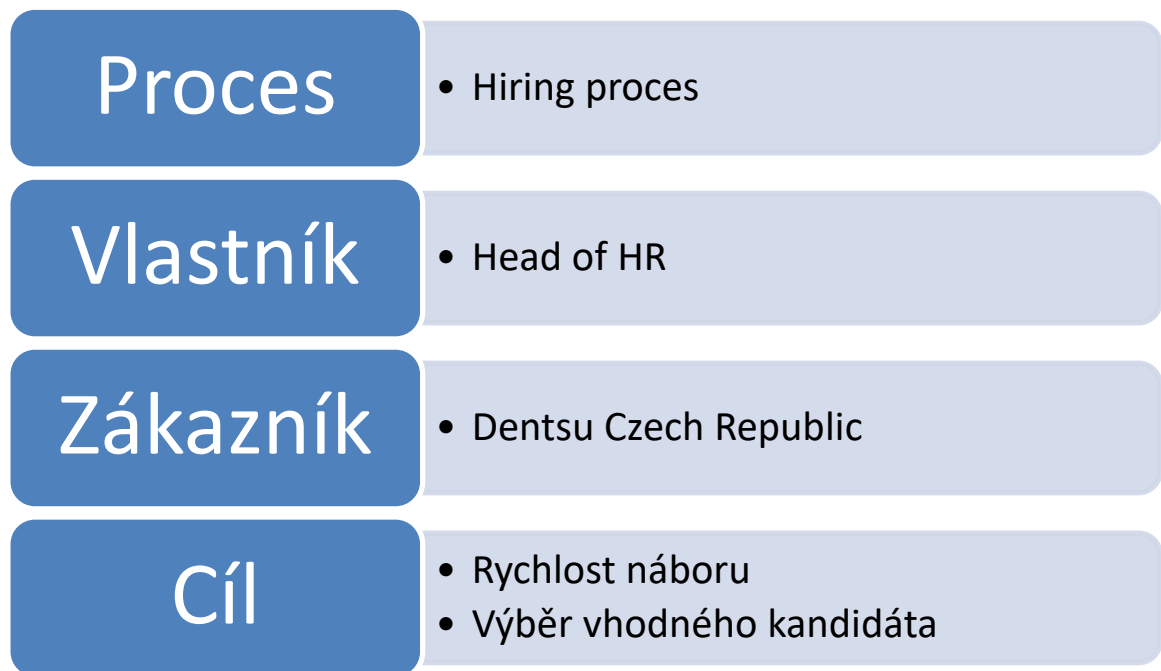 Proces
• Hiring proces
Vlastník
• Head of HR
Zákazník
• Dentsu Czech Republic
Cíl
• Rychlost náboru
• Výběr vhodného kandidáta